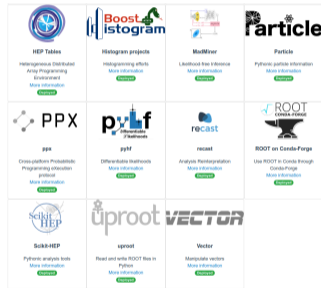 Boost
Histogram
Particle
HEP Tables
Histogram projects
MadMiner
Particle
Heterogeneous Distributed
Array Programming
Environment
Histogramming efforts
Likelihood-free Inference
Pythonic particle information
More information
More information
More information
More information
Deployed
Deployed
Deployed
Deployed
PPX
pyhf
differentiable
likelihoods
recast
ROOT
CONDA-FORGE
ppx
pyhf
recast
ROOT on Conda-Forge
Cross-platform Probabilistic
Programming eXecution
protocol
Differentiable likelihoods
Analysis Reinterpretation
Use ROOT in Conda through
Conda-Forge
More information
More information
More information
More information
Deployed
Deployed
Deployed
Deployed
Scikit
HEP
uproot
VECTOR
Scikit-HEP
uproot
Vector
Pythonic analysis tools
Read and write ROOT files in
Python
Manipulate vectors
More information
More information
More information
Deployed
Deployed
Deployed